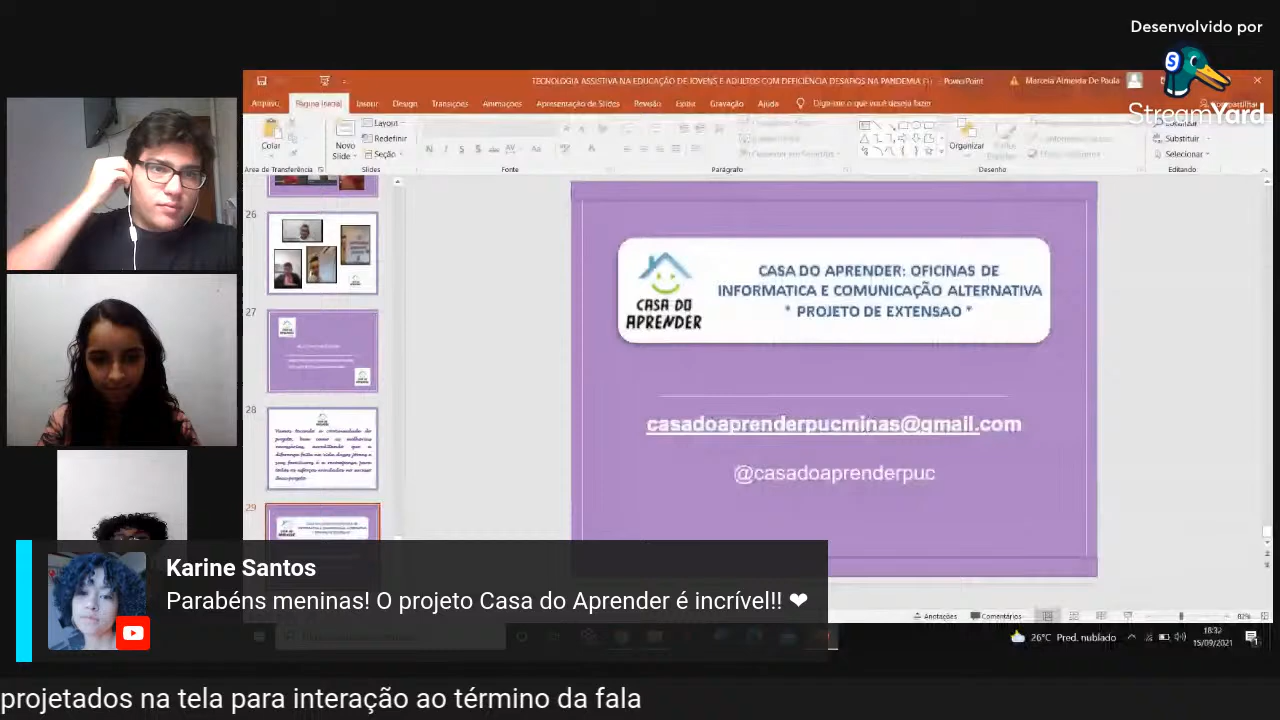 Desenvolvido por
StreamYard
TECNOLOGIA ASSISTIVA NA EDUCAÇÃO DE JOVENS E ADULTOS COM DEFICIÊNCIA DESAFIOS NA PANDEMIA
PowerPoint
Marcela Almeida De Paula
Arquivo
Página Inicial
Inserir
Design
Transições
Animações
Apresentação de Slides
Revisão
Exibir
Gravação
Ajuda
Diga-me o que você deseja fazer
Compartilhar
Colar
Novo
Slide
Layout
Redefinir
Seção
Organizar
Substituir
Selecionar
Área de Transferência
Slides
Fonte
Parágrafo
Desenho
Editando
26
27
28
29
CASA DO
APRENDER
CASA DO APRENDER: OFICINAS DE
INFORMATICA E COMUNICAÇÃO ALTERNATIVA
* PROJETO DE EXTENSAO *
casadoaprenderpucminas@gmail.com
@casadoaprenderpuc
Karine Santos
Parabéns meninas! O projeto Casa do Aprender é incrível!! ❤
Anotações
Comentários
82%
26°C Pred. nublado
18:32
15/09/2021
projetados na tela para interação ao término da fala